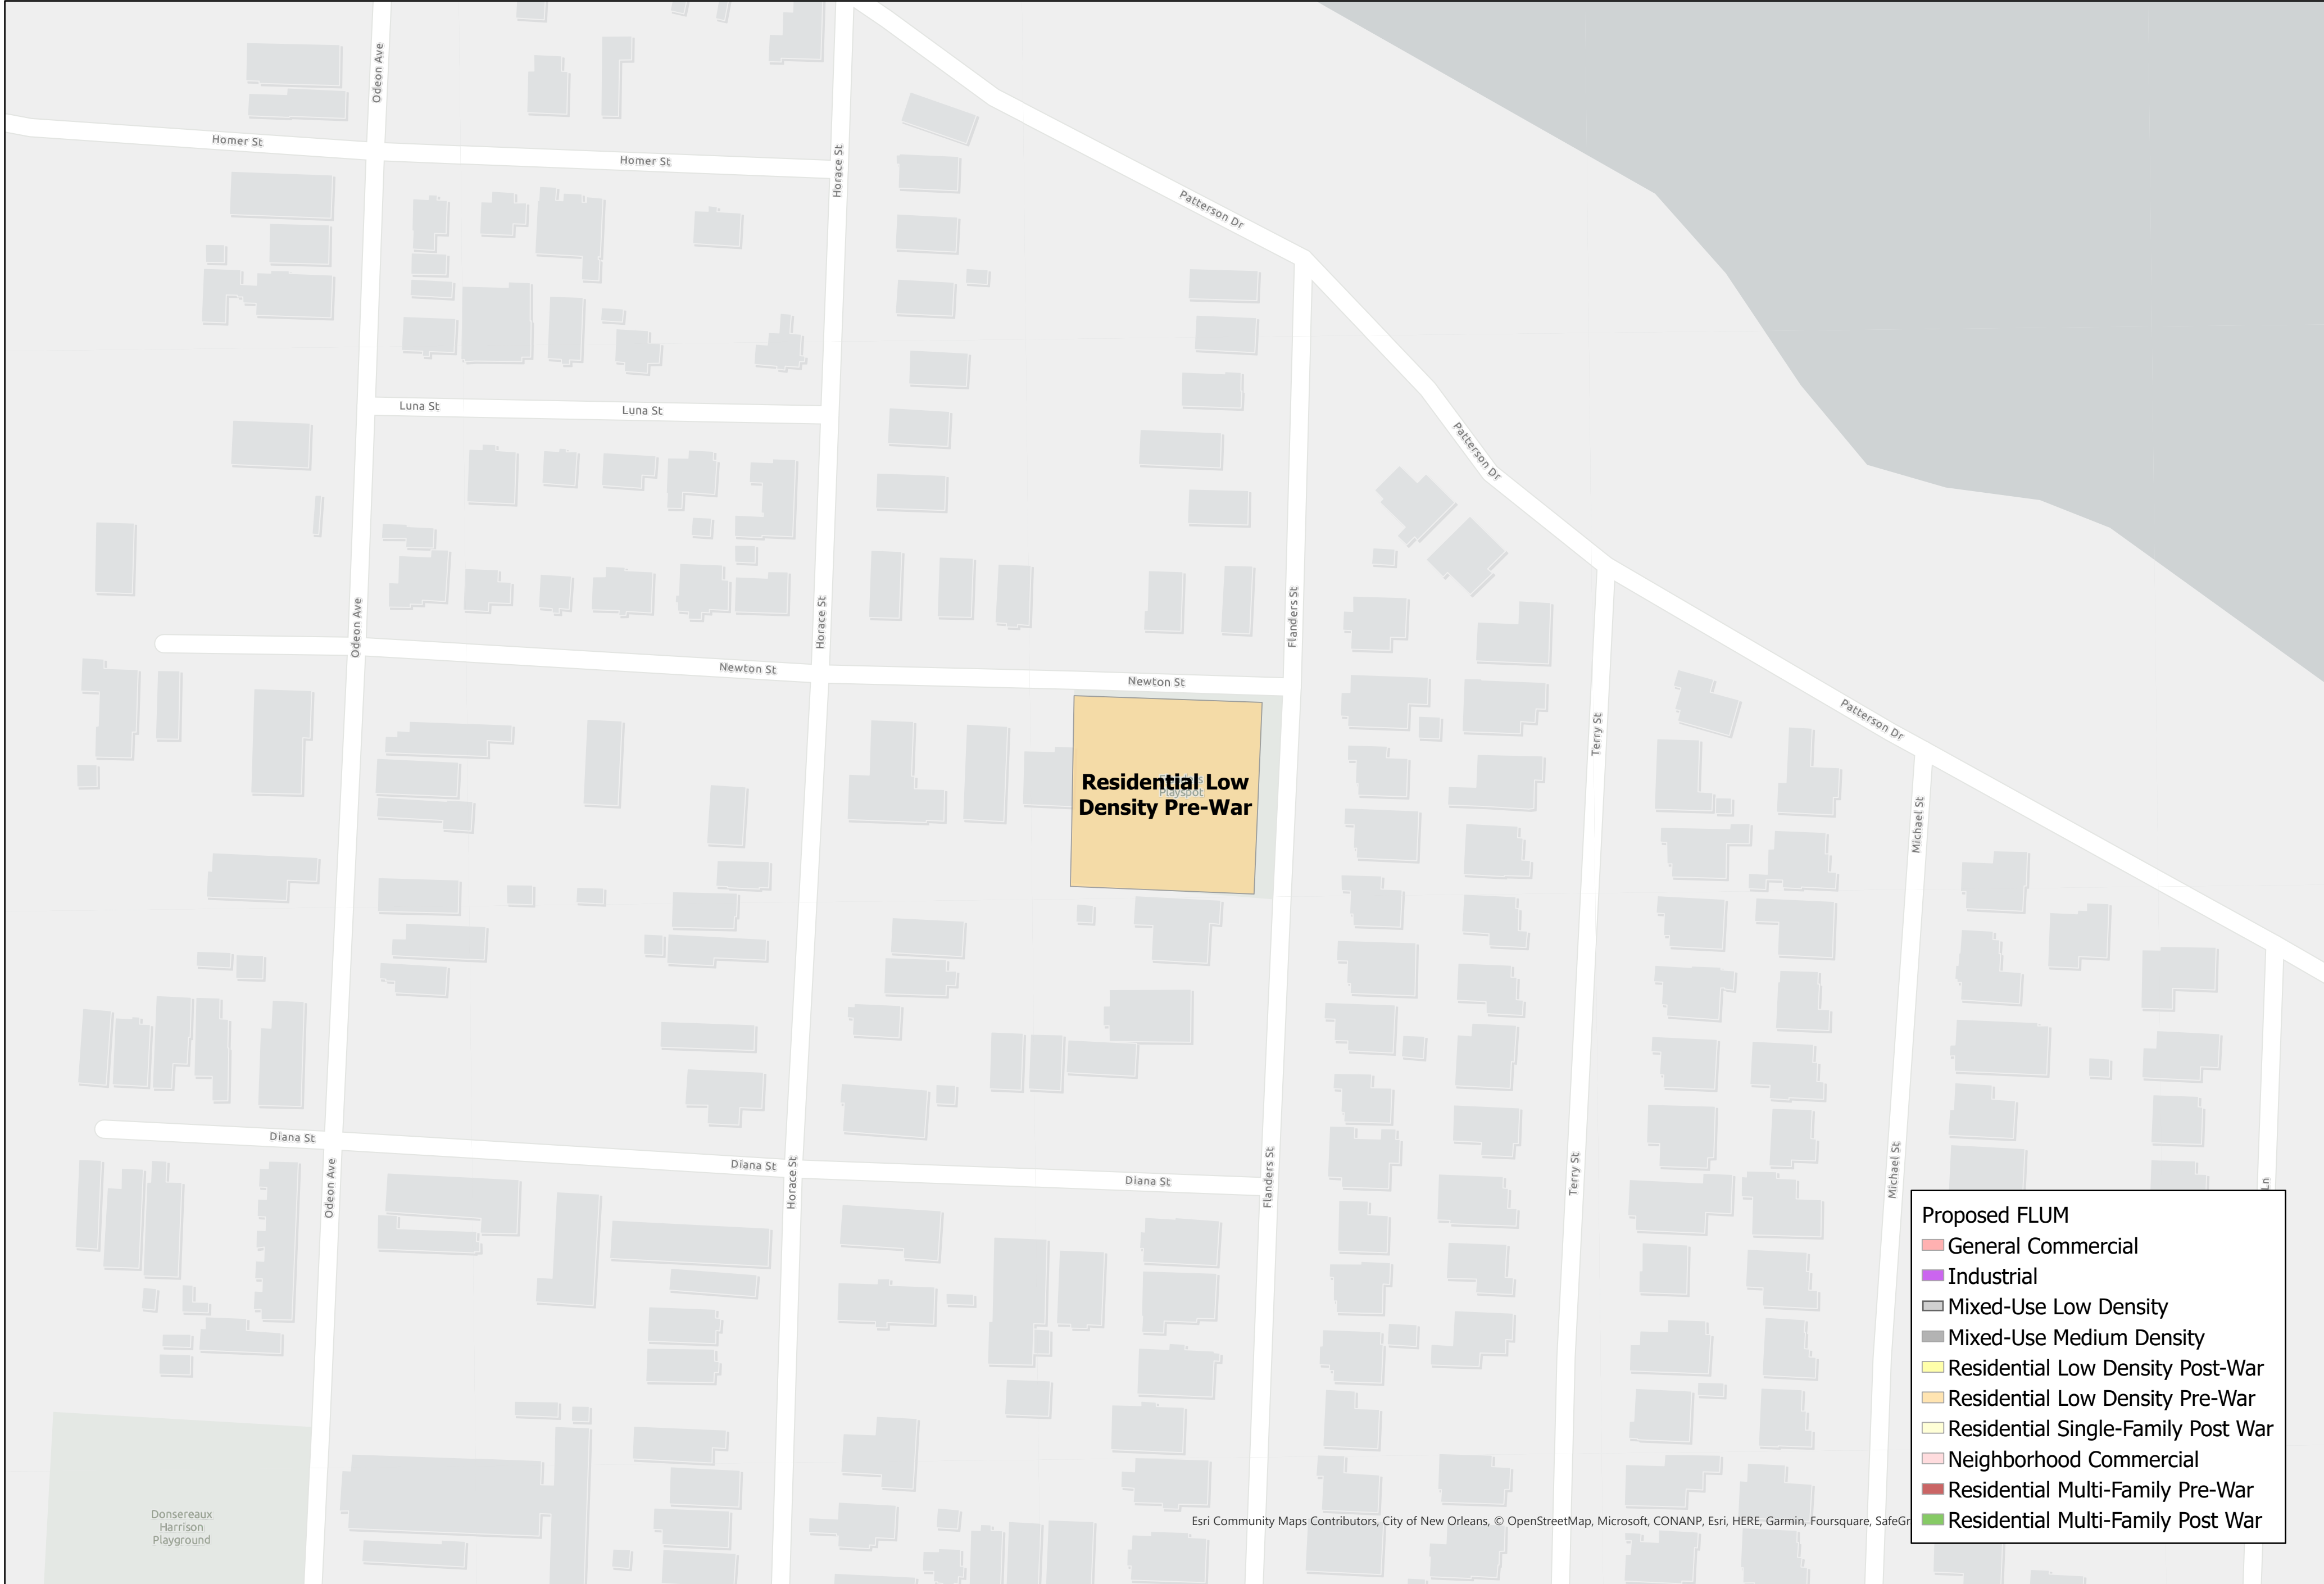 Odeon Ave
Homer St
Homer St
Horace St
Patterson Dr
Luna St
Luna St
Patterson Dr
Odeon Ave
Horace St
Flanders St
Newton St
Newton St
Terry St
Patterson Dr
Michael St
Residential Low
Density Pre-War
Playspot
Diana St
Diana St
Diana St
Odeon Ave
Horace St
Flanders St
Terry St
Michael St
Ln
Donsereaux
Harrison
Playground
Proposed FLUM
General Commercial
Industrial
Mixed-Use Low Density
Mixed-Use Medium Density
Residential Low Density Post-War
Residential Low Density Pre-War
Residential Single-Family Post War
Neighborhood Commercial
Residential Multi-Family Pre-War
Residential Multi-Family Post War
Esri Community Maps Contributors, City of New Orleans, © OpenStreetMap, Microsoft, CONANP, Esri, HERE, Garmin, Foursquare, SafeGr